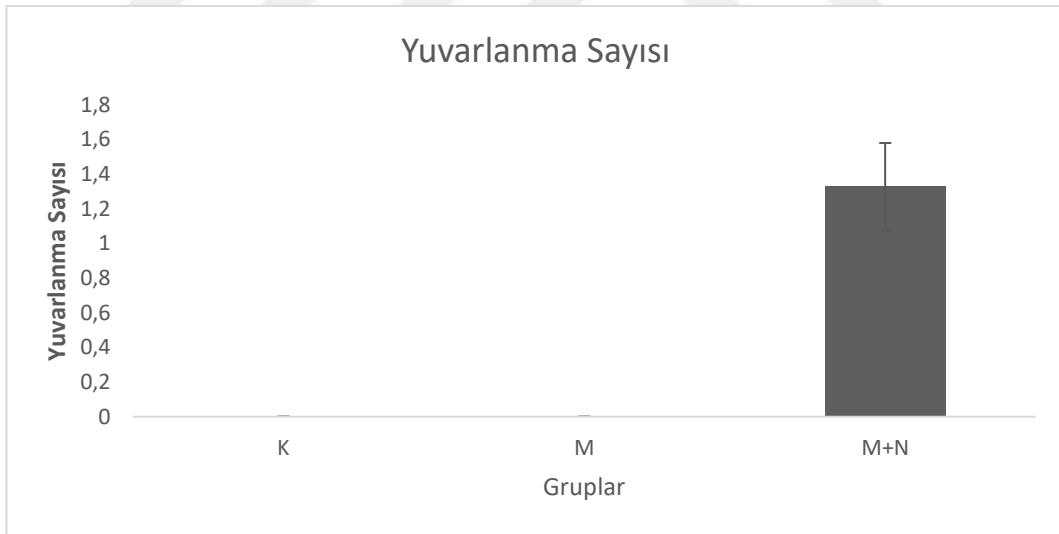 Yuvarlanma Sayısı
Yuvarlanma Sayısı
1,8
1,6
1,4
1,2
1
0,8
0,6
0,4
0,2
0
K M M+N
Gruplar